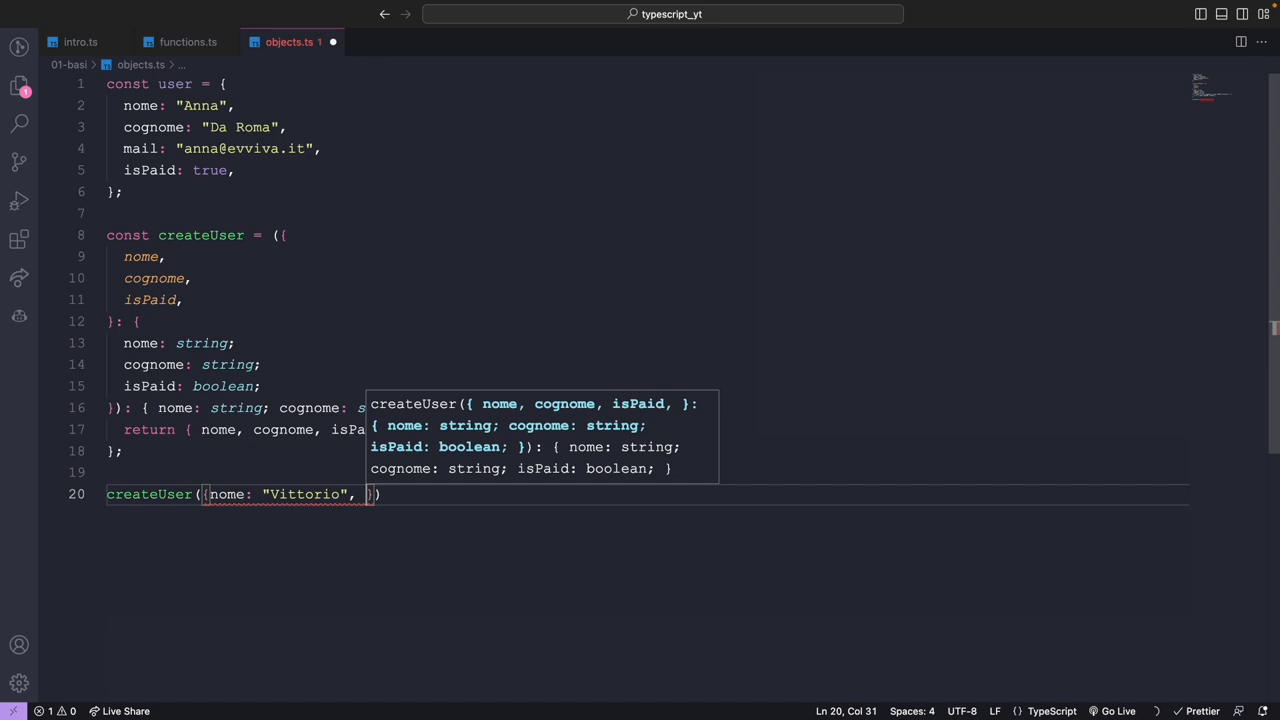 typescript_yt
intro.ts
functions.ts
objects.ts 1
01-basi
objects.ts
...
1 const user = {
2 nome: "Anna",
3 cognome: "Da Roma",
4 mail: "anna@evviva.it",
5 isPaid: true,
6 };
7
8 const createUser = ({
9 nome,
10 cognome,
11 isPaid,
12 }: {
13 nome: string;
14 cognome: string;
15 isPaid: boolean;
16 }): { nome: string; cognome: s
17 return { nome, cognome, isPa
18 };
19
20 createUser({nome: "Vittorio", })
createUser({ nome, cognome, isPaid, }:
{ nome: string; cognome: string;
isPaid: boolean; }): { nome: string;
cognome: string; isPaid: boolean; }
1
1 0
Live Share
Ln 20, Col 31
Spaces: 4
UTF-8
LF
{ } TypeScript
Go Live
Prettier